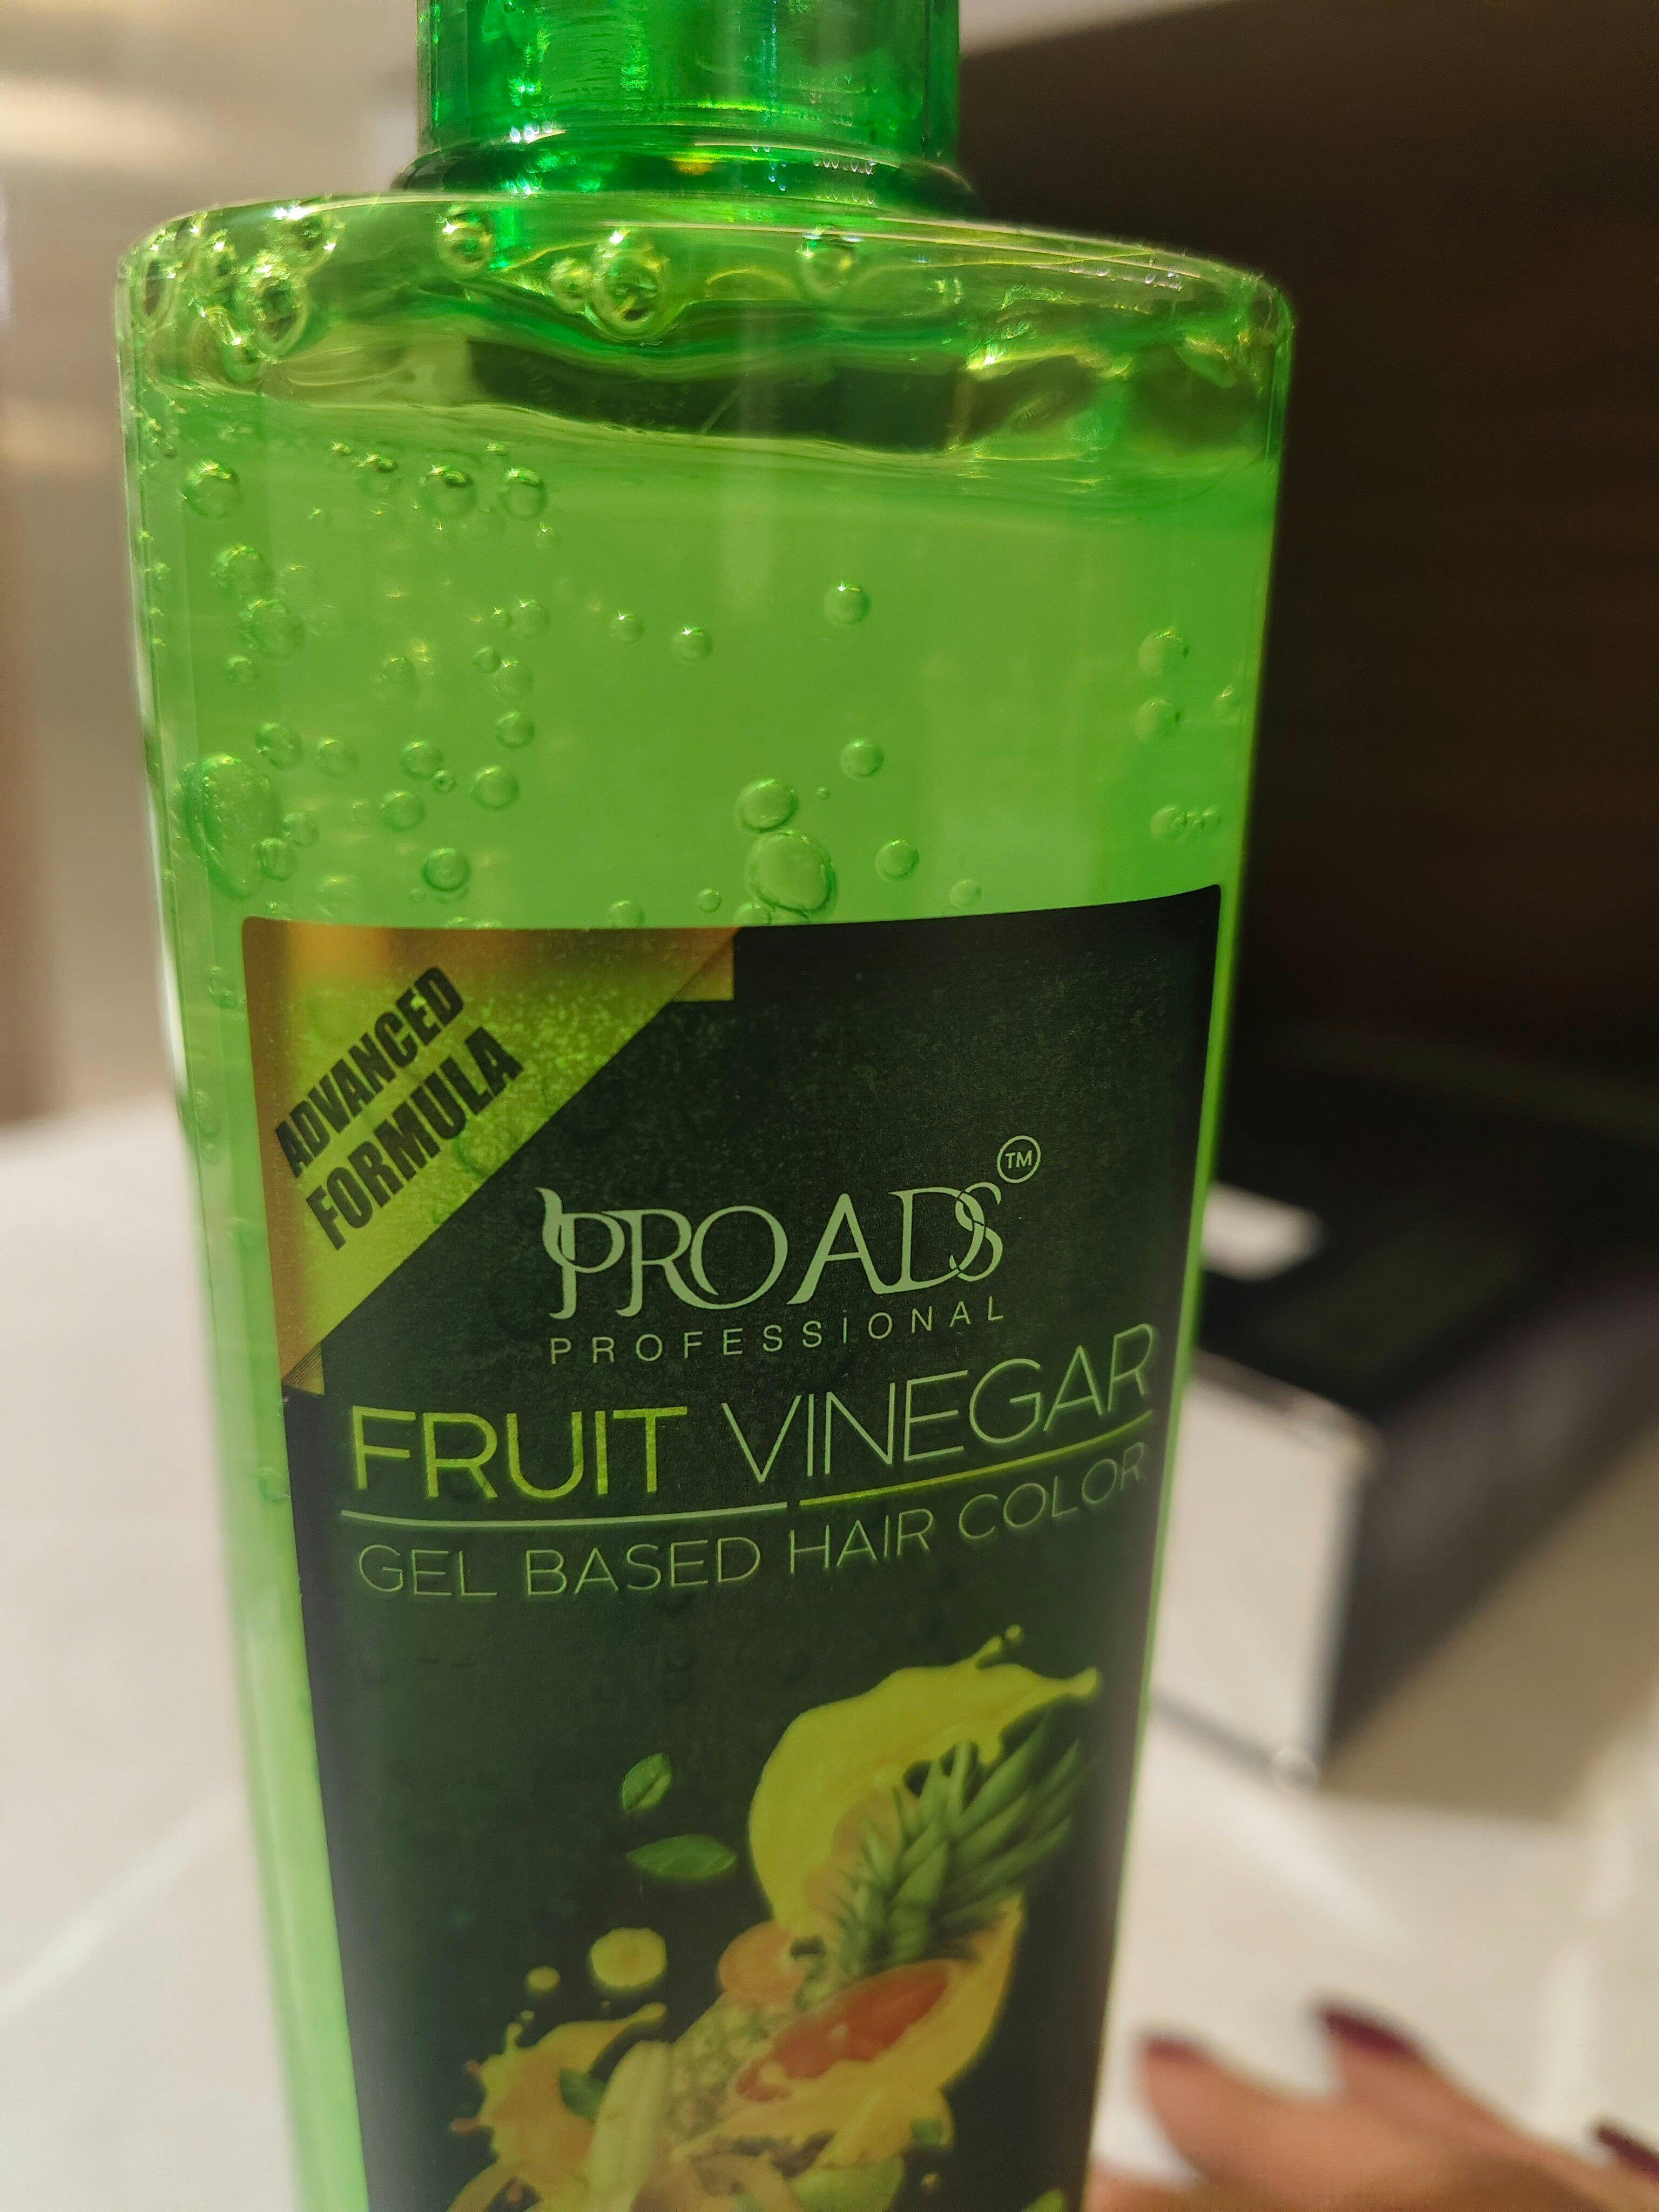 ADVANCED
FORMULA
PROADS™
PROFESSIONAL
FRUIT VINEGAR
GEL BASED HAIR COLOR